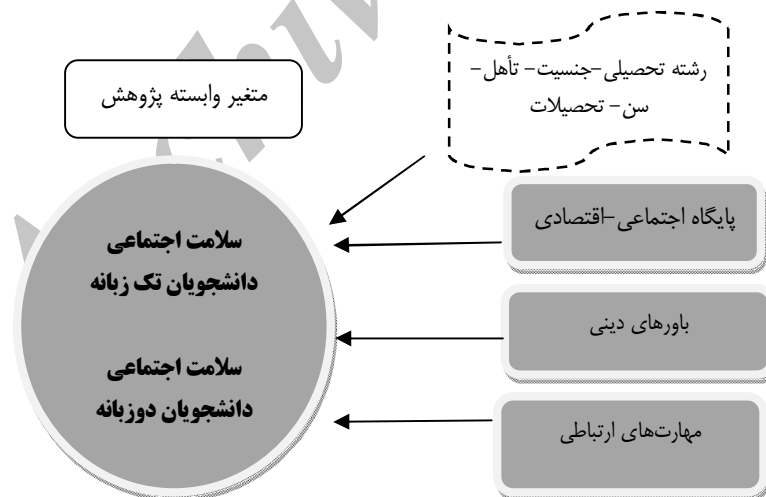 رشته تحصیلی-جنسیت- تأهل-
سن- تحصیلات
متغیر وابسته پژوهش
پایگاه اجتماعی-اقتصادی
سلامت اجتماعی
دانشجویان تک زبانه
باورهای دینی
سلامت اجتماعی
دانشجویان دوزبانه
مهارت‌های ارتباطی